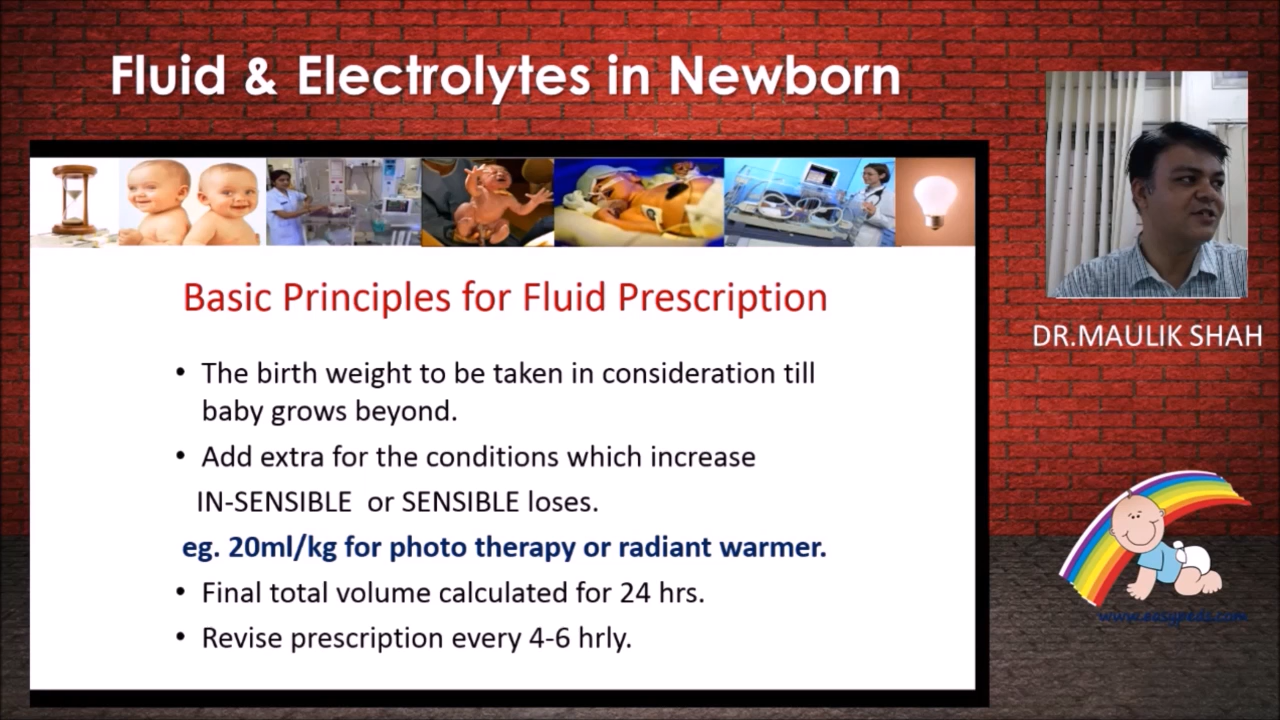 Fluid & Electrolytes in Newborn
Basic Principles for Fluid Prescription
• The birth weight to be taken in consideration till
baby grows beyond.
• Add extra for the conditions which increase
IN-SENSIBLE or SENSIBLE loses.
eg. 20ml/kg for photo therapy or radiant warmer.
• Final total volume calculated for 24 hrs.
• Revise prescription every 4-6 hrly.
DR.MAULIK SHAH
www.easypeds.com